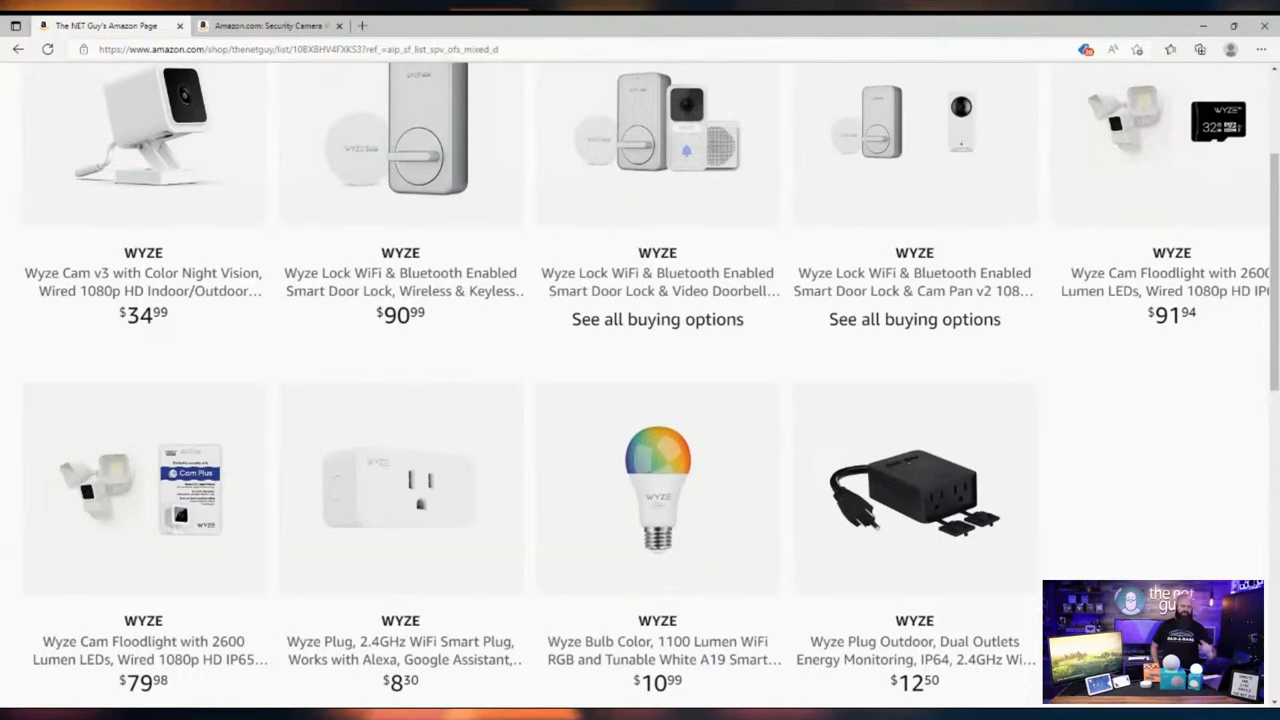 The NET Guy's Amazon Page
Amazon.com: Security Camera W
https://www.amazon.com/shop/thenetguy/list/10BXBHV4FXKS3?ref_=aip_sf_list_spv_ofs_mixed_d
20
WYZE
32
WYZE
Wyze Cam v3 with Color Night Vision,
Wired 1080p HD Indoor/Outdoor...
$34.99
WYZE
Wyze Lock WiFi & Bluetooth Enabled
Smart Door Lock, Wireless & Keyless..
$90.99
WYZE
Wyze Lock WiFi & Bluetooth Enabled
Smart Door Lock & Video Doorbell...
See all buying options
WYZE
Wyze Lock WiFi & Bluetooth Enabled
Smart Door Lock & Cam Pan v2 108...
See all buying options
WYZE
Wyze Cam Floodlight with 2600
Lumen LEDs, Wired 1080p HD IP6
$91.94
Cam Plus
WYZE
WYZE
WYZE
WYZE
Wyze Cam Floodlight with 2600
Lumen LEDs, Wired 1080p HD IP65...
$79.98
WYZE
Wyze Plug, 2.4GHz WiFi Smart Plug,
Works with Alexa, Google Assistant,..
$8.30
WYZE
Wyze Bulb Color, 1100 Lumen WiFi
RGB and Tunable White A19 Smart...
$10.99
WYZE
Wyze Plug Outdoor, Dual Outlets
Energy Monitoring, IP64, 2.4GHz Wi...
$12.50
the net
guy